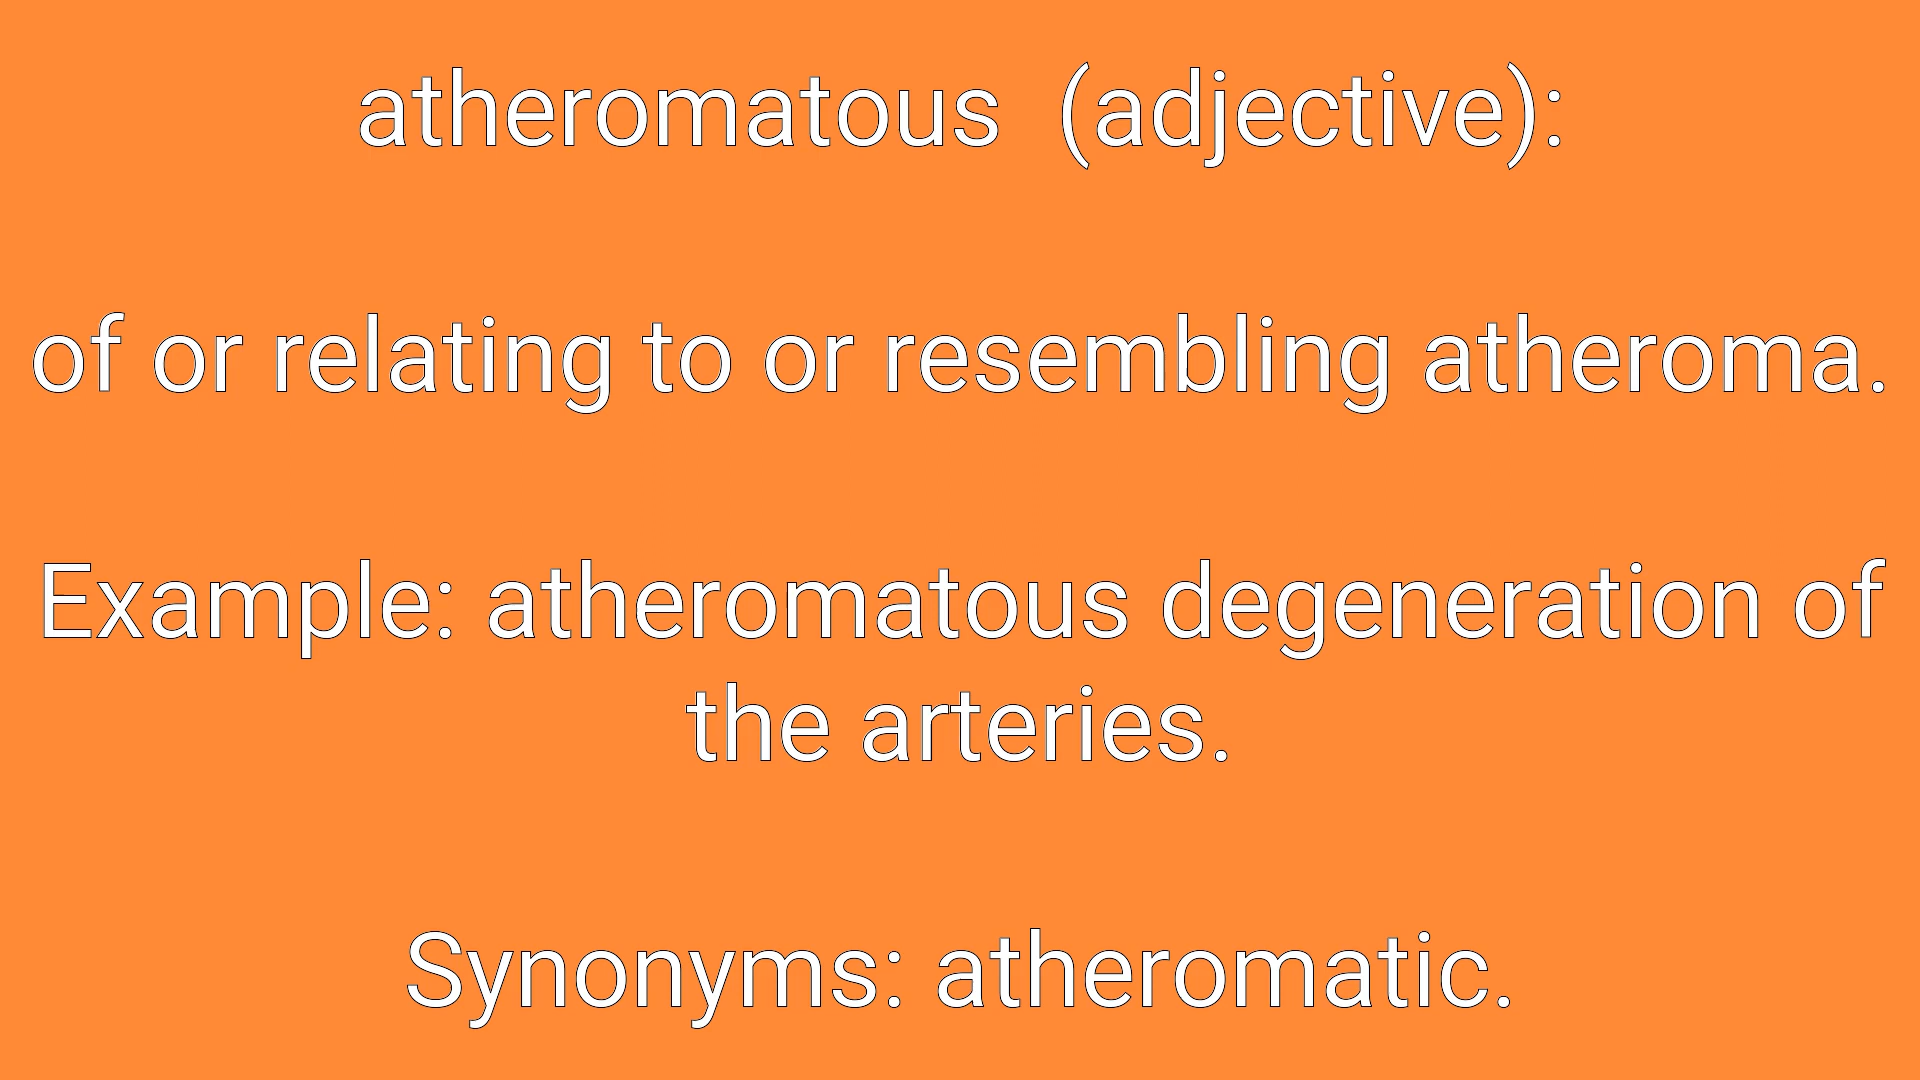 atheromatous  (adjective):
of or relating to or resembling atheroma.
Example: atheromatous degeneration of
the arteries.
Synonyms: atheromatic.